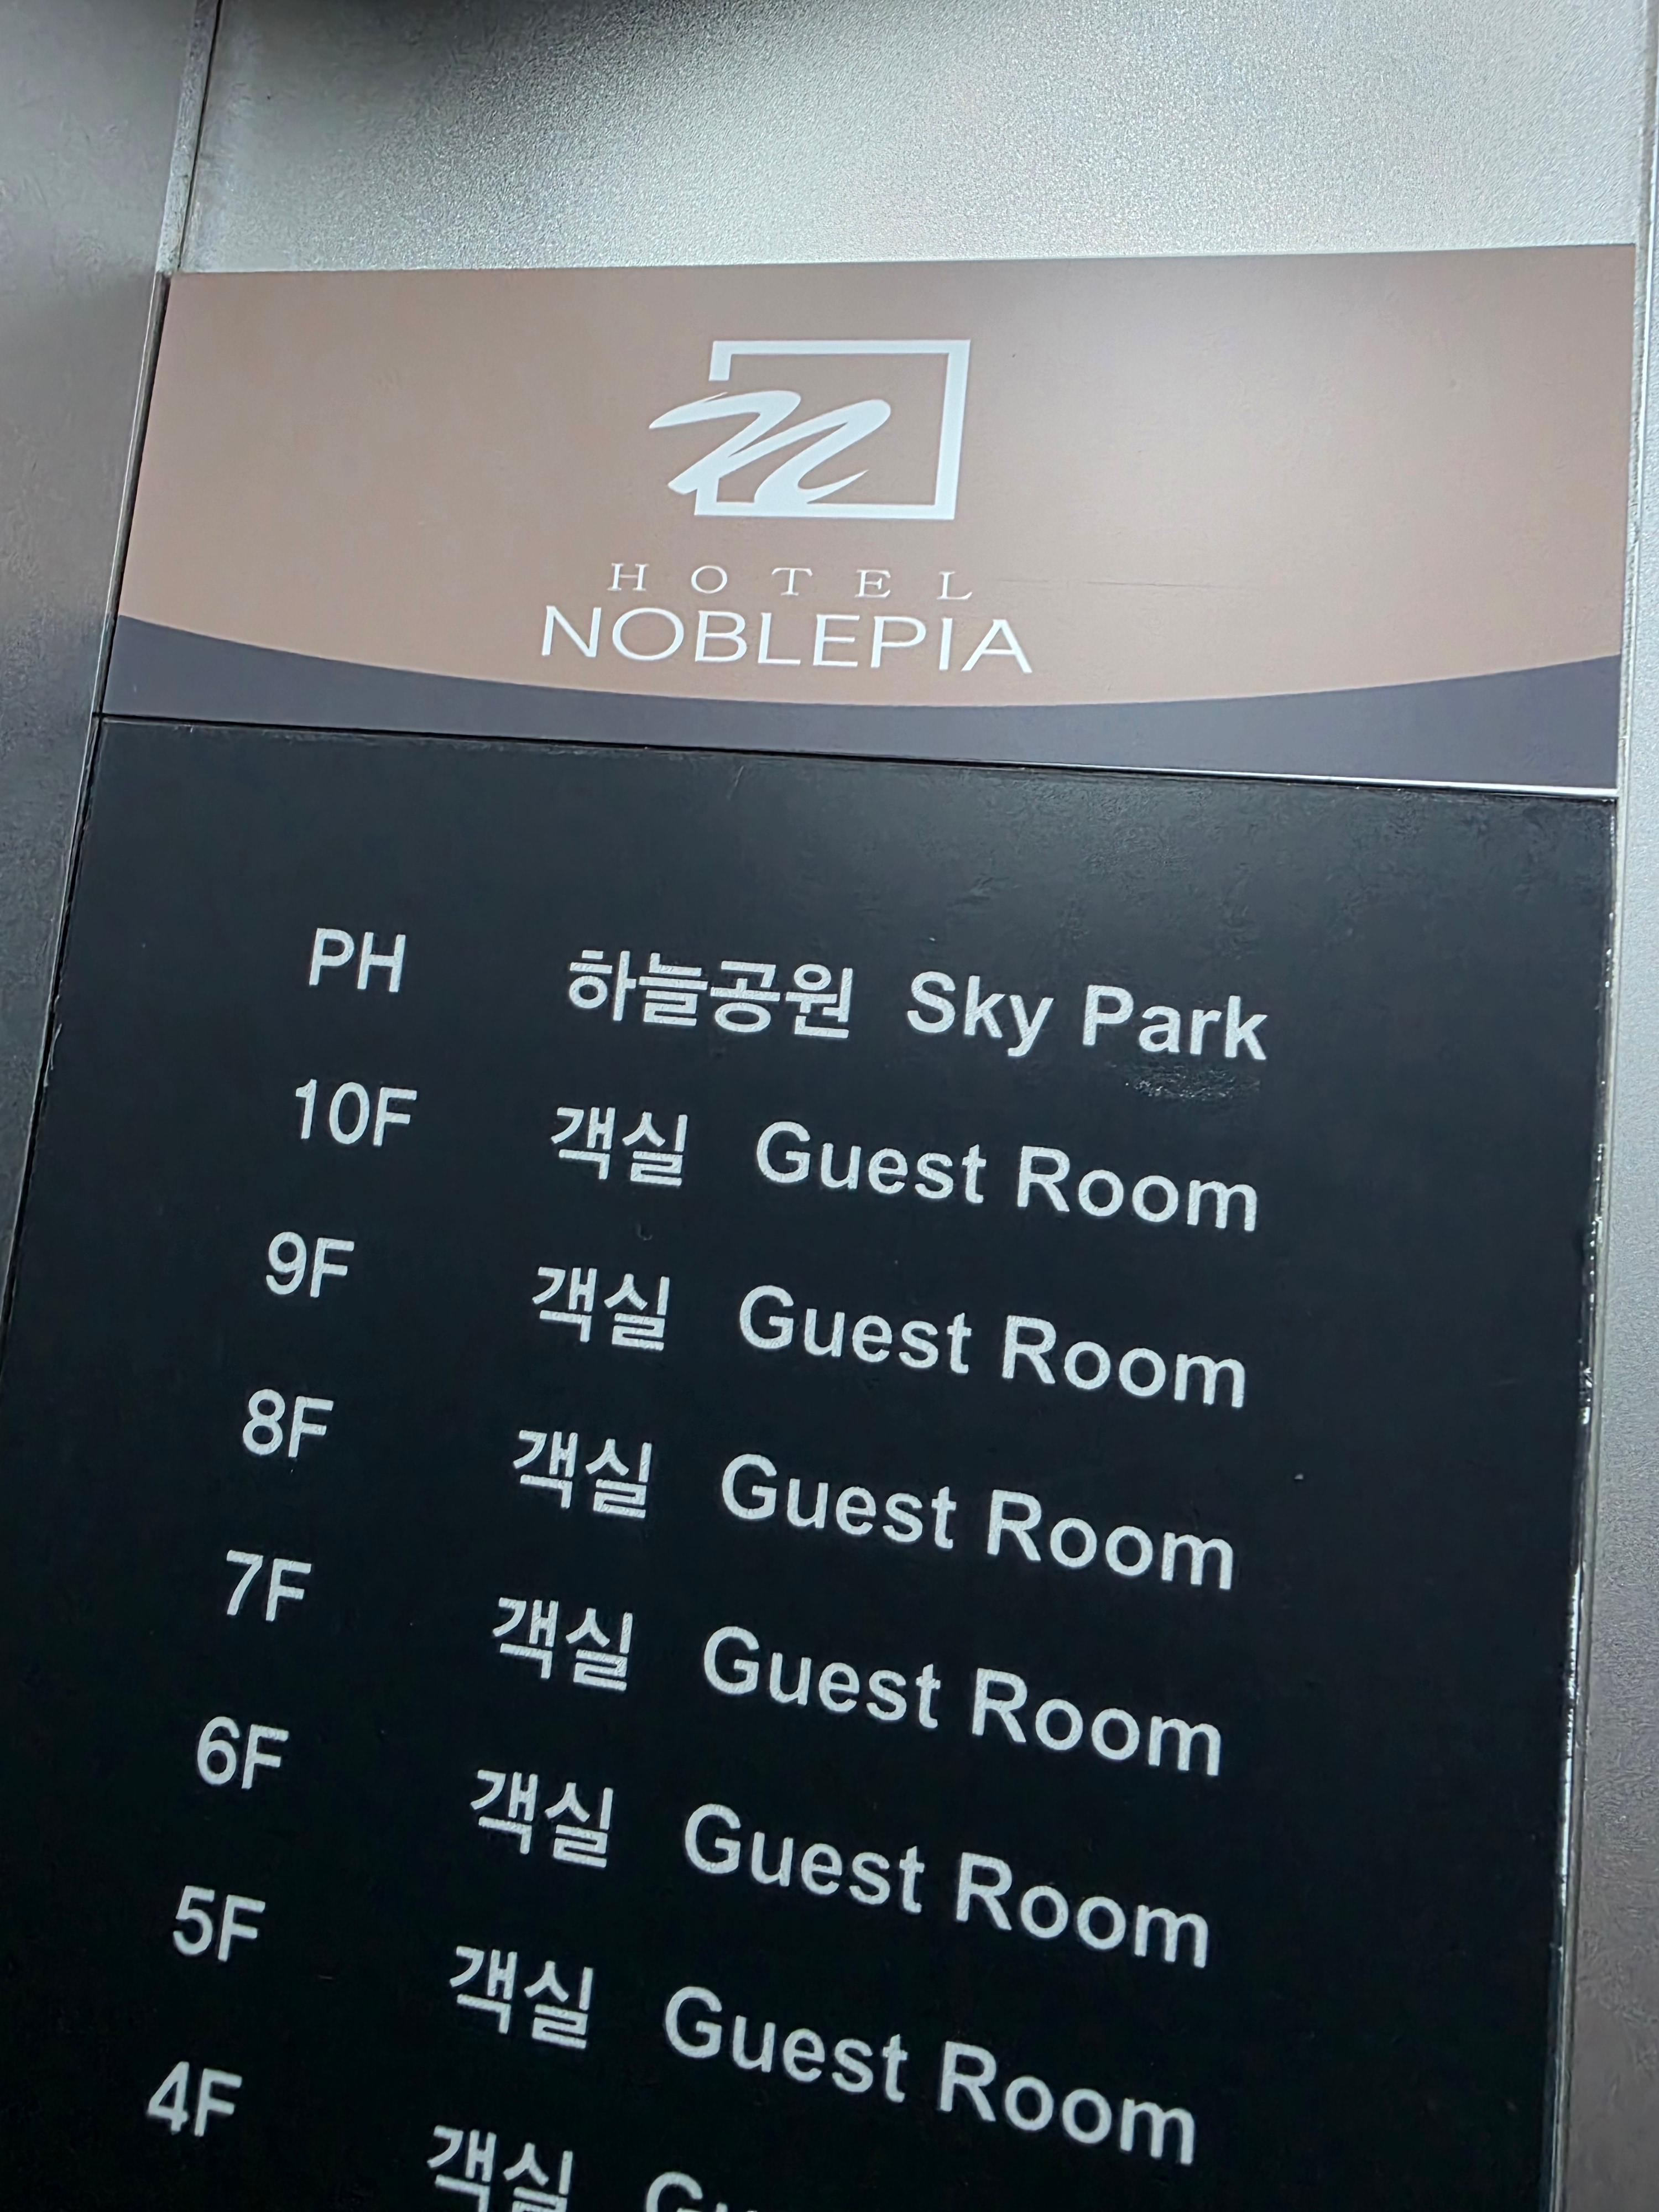 HOTEL
NOBLEPIA
PH 하늘공원 Sky Park
10F 객실 Guest Room
9F 객실 Guest Room
8F 객실 Guest Room
7F 객실 Guest Room
6F 객실 Guest Room
5F 객실 Guest Room
4F 객실